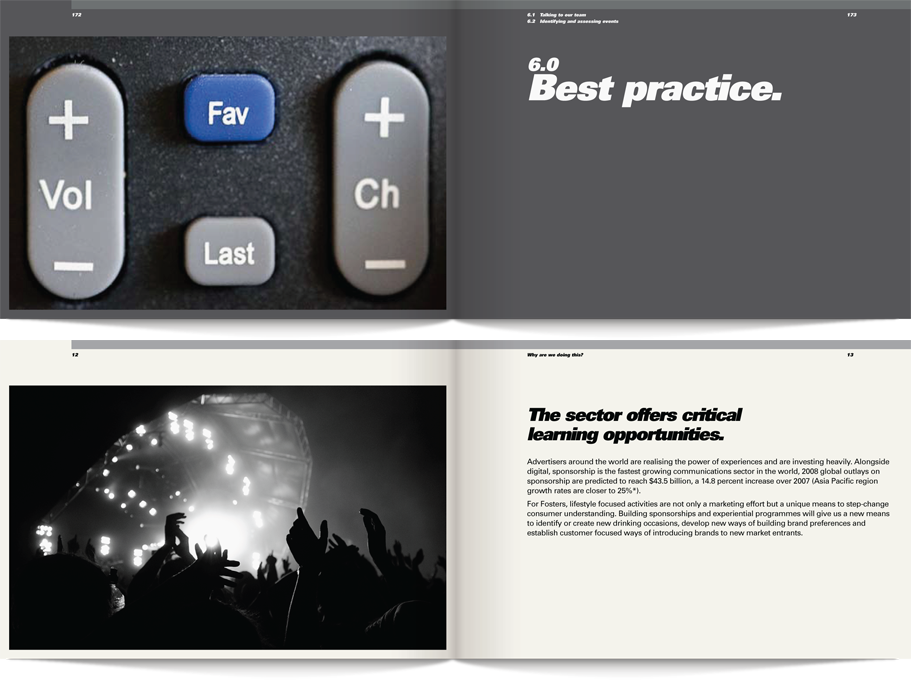 172
+
Vol
−
Fav
Last
+
Ch
−
6.1 Talking to our team
6.2 Identifying and assessing events
173
6.0
Best practice.
12
Why are we doing this?
13
The sector offers critical
learning opportunities.
Advertisers around the world are realising the power of experiences and are investing heavily. Alongside
digital, sponsorship is the fastest growing communications sector in the world, 2008 global outlays on
sponsorship are predicted to reach $43.5 billion, a 14.8 percent increase over 2007 (Asia Pacific region
growth rates are closer to 25%*).
For Fosters, lifestyle focused activities are not only a marketing effort but a unique means to step-change
consumer understanding. Building sponsorships and experiential programmes will give us a new means
to identify or create new drinking occasions, develop new ways of building brand preferences and
establish customer focused ways of introducing brands to new market entrants.